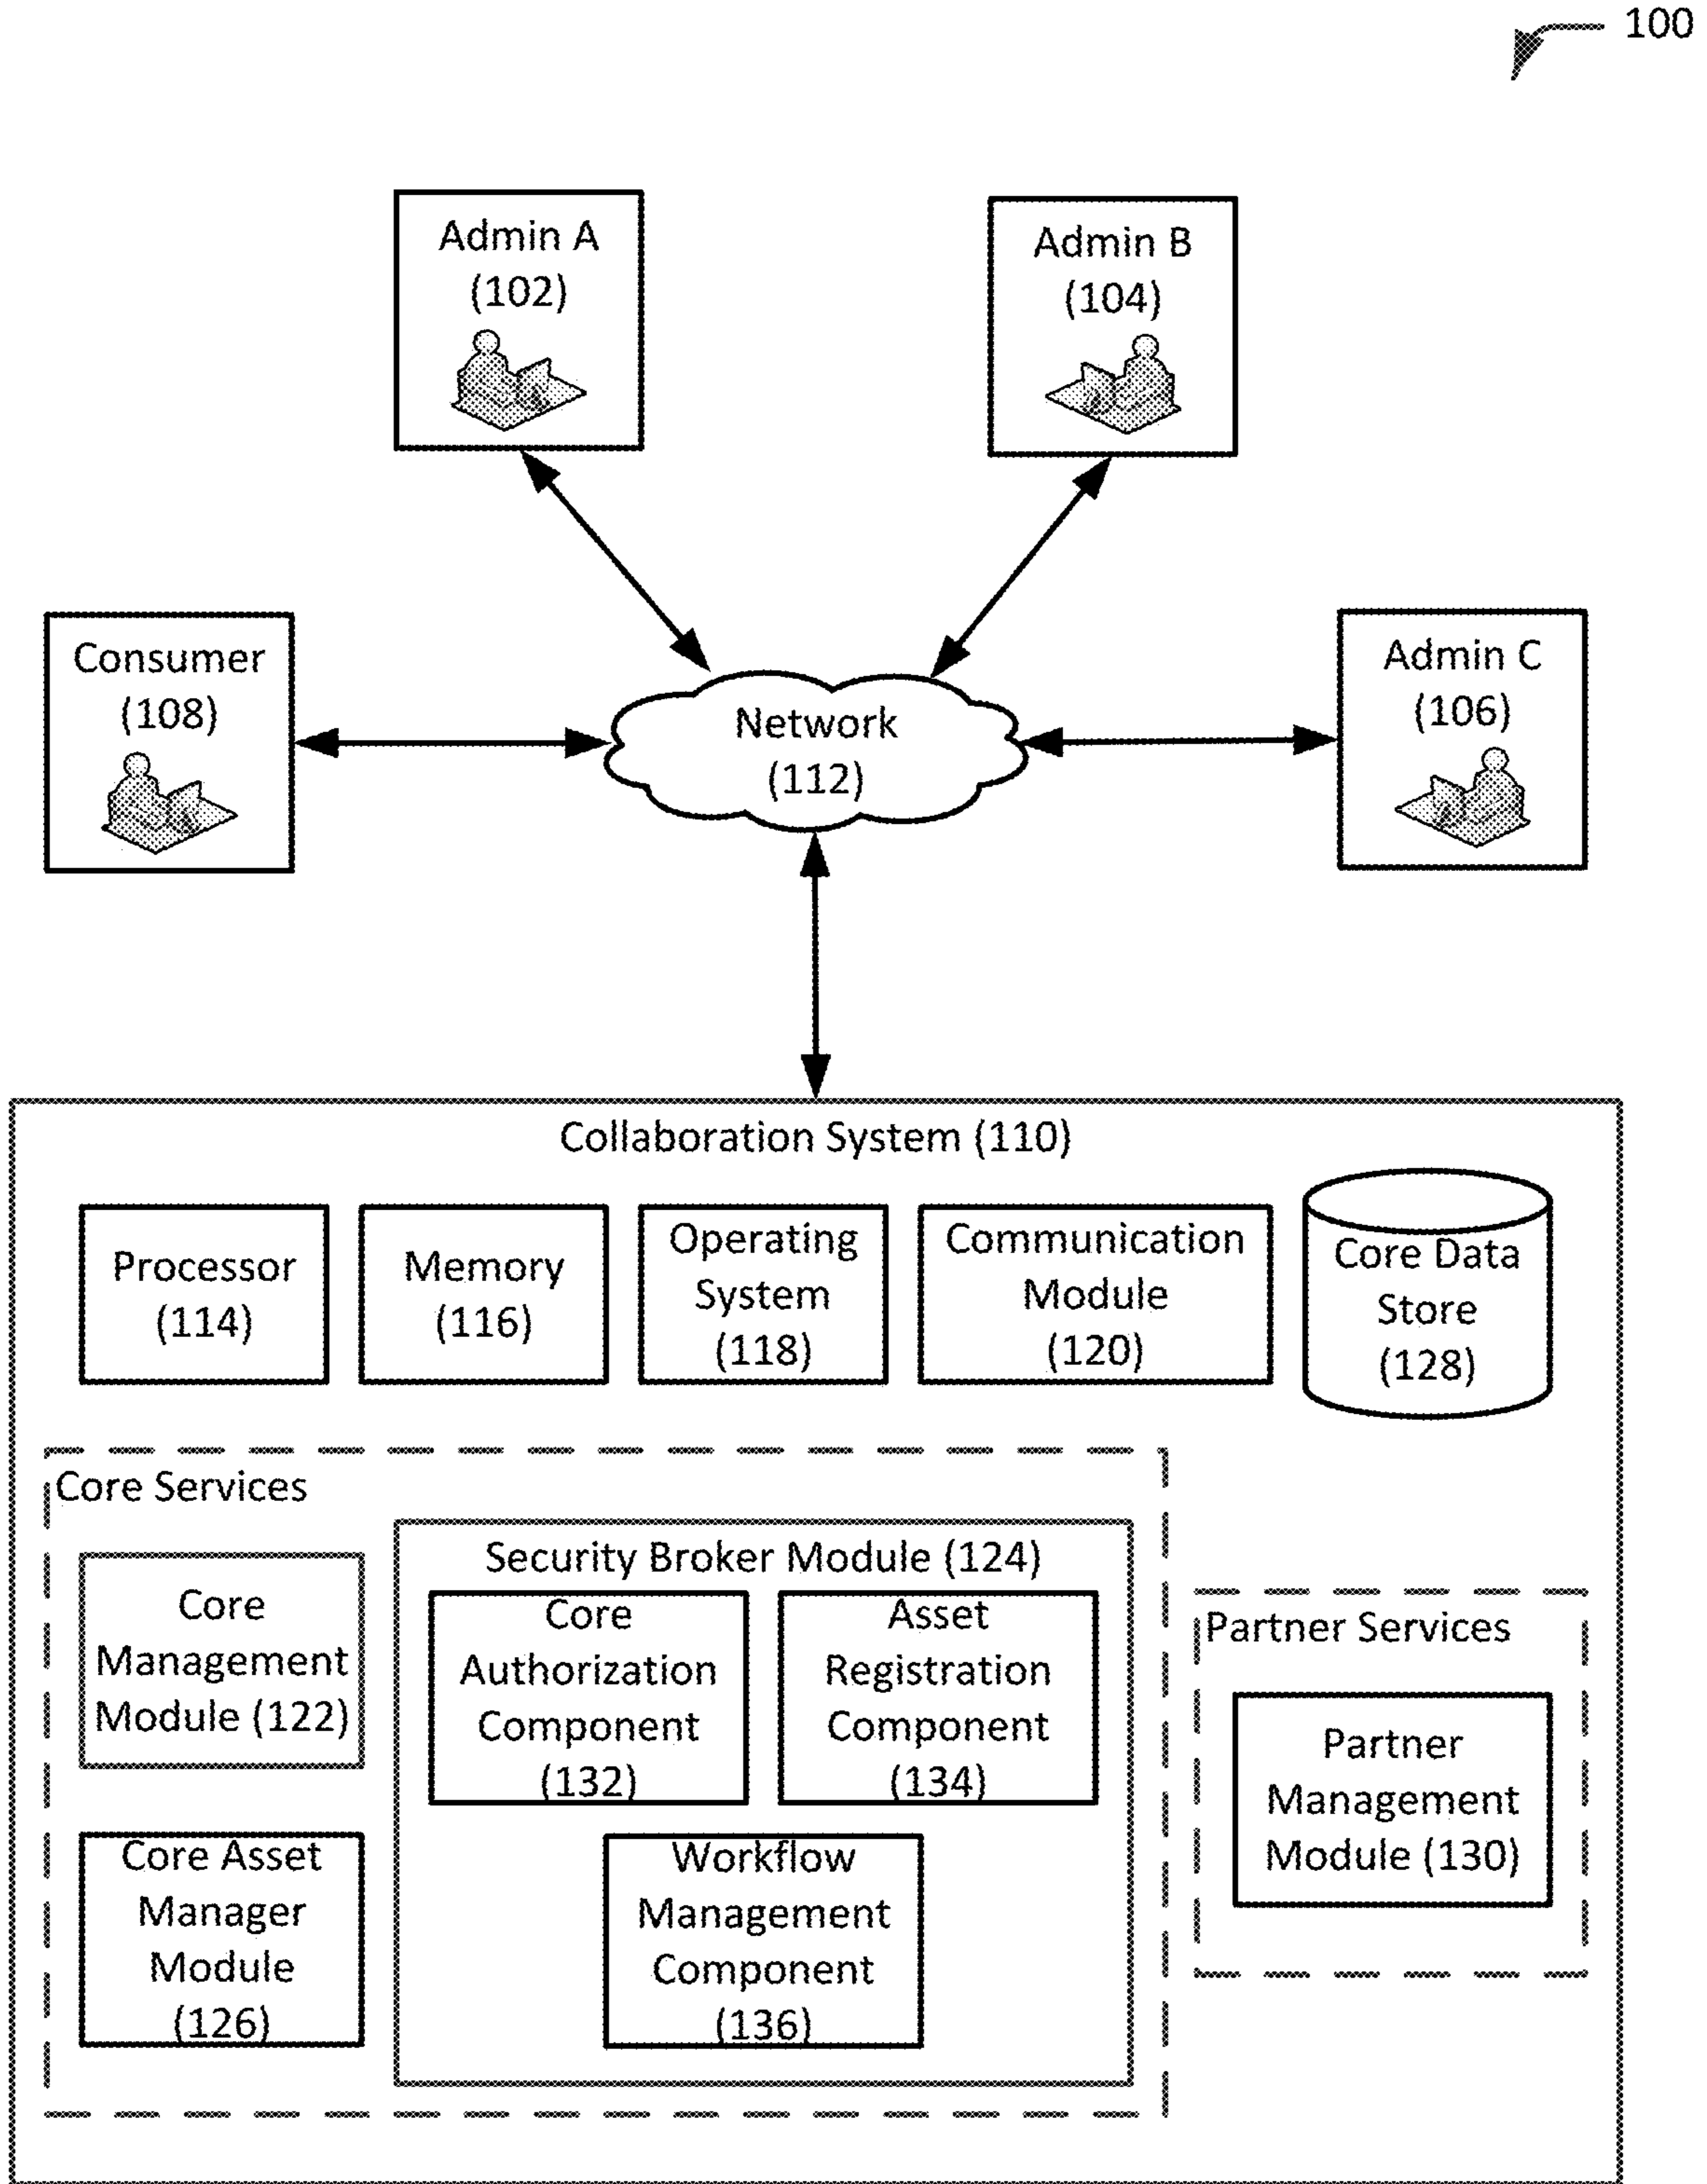 100
Admin A
(102)
Admin B
(104)
Consumer
(108)
Network
(112)
Admin C
(106)
Collaboration System (110)
Processor
(114)
Memory
(116)
Operating
System
(118)
Communication
Module
(120)
Core Data
Store
(128)
Core Services
Core
Management
Module (122)
Core Asset
Manager
Module
(126)
Security Broker Module (124)
Core
Authorization
Component
(132)
Asset
Registration
Component
(134)
Workflow
Management
Component
(136)
Partner Services
Partner
Management
Module (130)